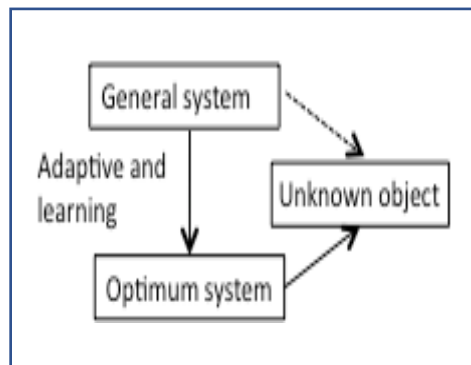 General system
Adaptive and
learning
Unknown object
Optimum system